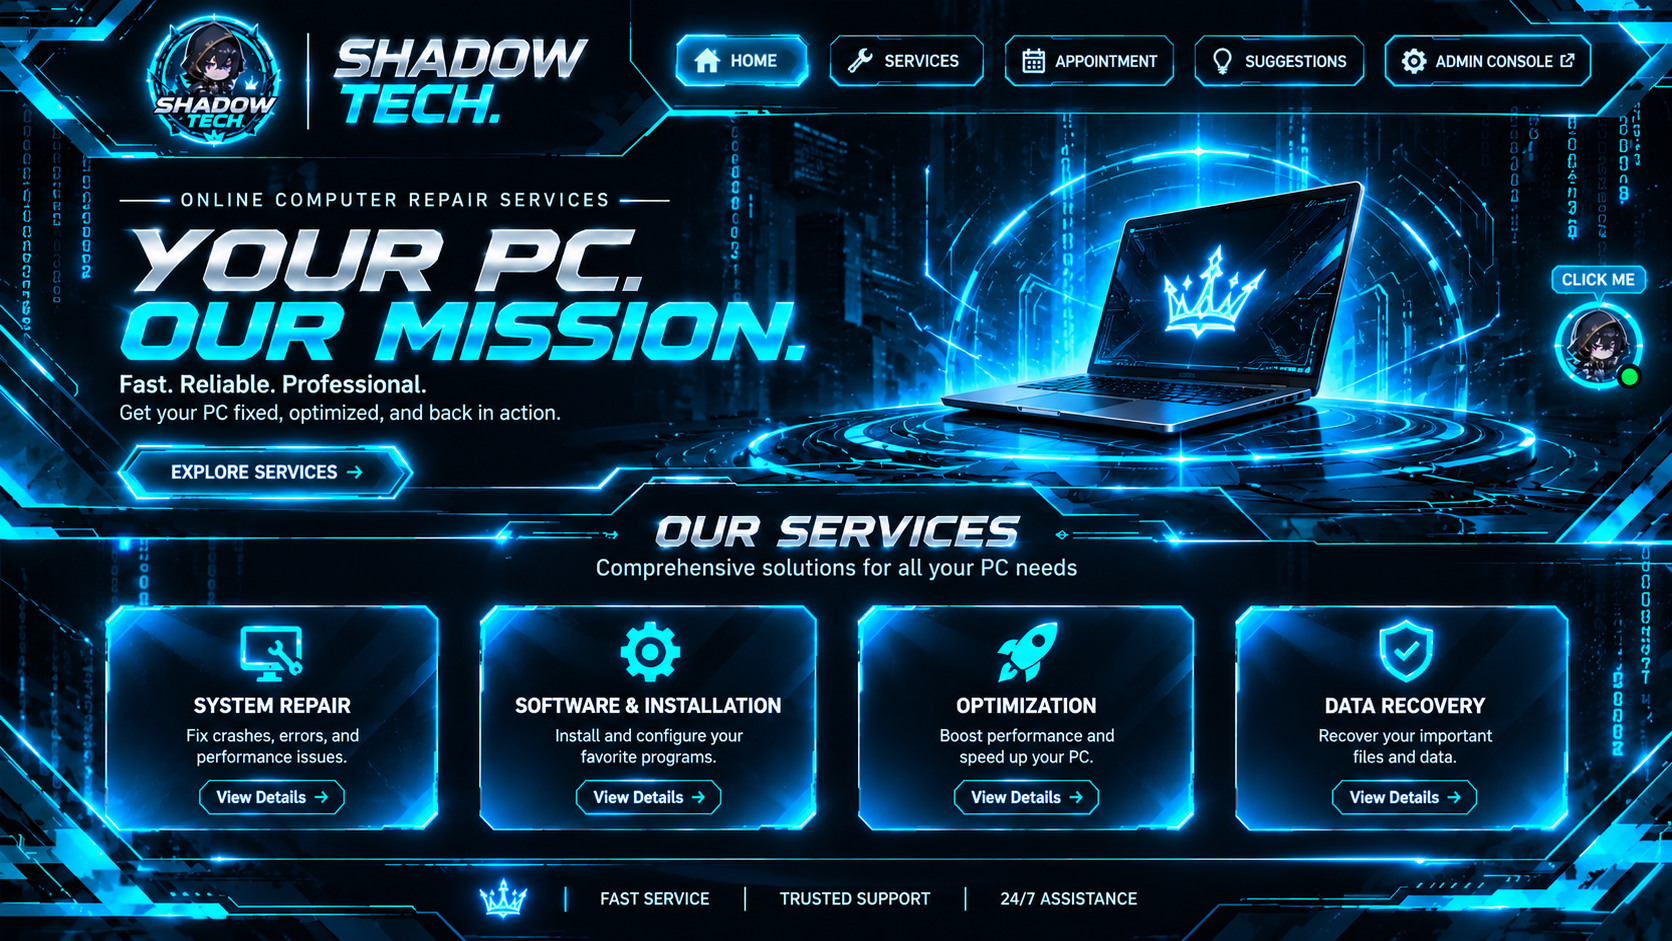 SHADOW
TECH
SHADOW
TECH.
HOME
SERVICES
APPOINTMENT
SUGGESTIONS
ADMIN CONSOLE
ONLINE COMPUTER REPAIR SERVICES
YOUR PC.
OUR MISSION.
Fast. Reliable. Professional.
Get your PC fixed, optimized, and back in action.
EXPLORE SERVICES →
CLICK ME
OUR SERVICES
Comprehensive solutions for all your PC needs
SYSTEM REPAIR
Fix crashes, errors, and
performance issues.
View Details →
SOFTWARE & INSTALLATION
Install and configure your
favorite programs.
View Details →
OPTIMIZATION
Boost performance and
speed up your PC.
View Details →
DATA RECOVERY
Recover your important
files and data.
View Details →
FAST SERVICE
TRUSTED SUPPORT
24/7 ASSISTANCE